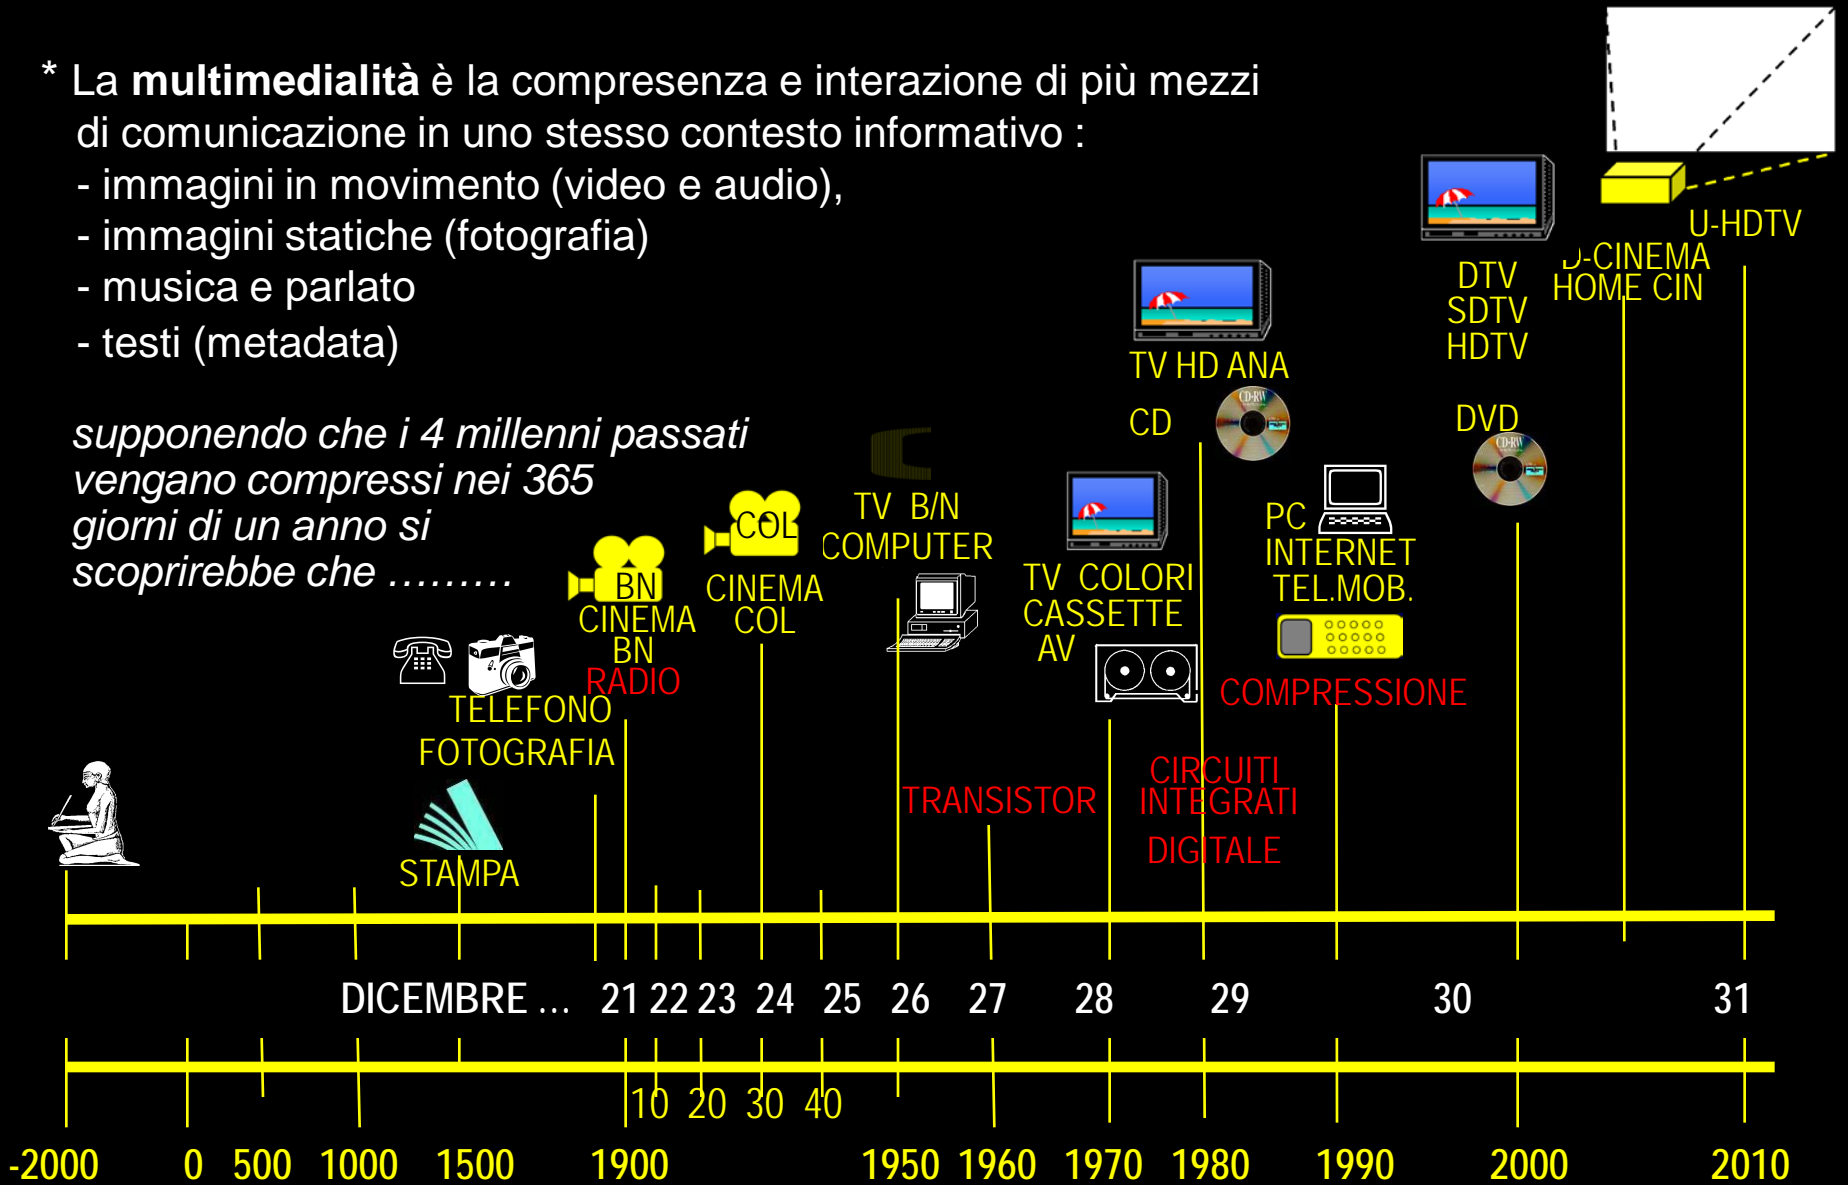 * La multimedialità è la compresenza e interazione di più mezzi
di comunicazione in uno stesso contesto informativo :
- immagini in movimento (video e audio),
- immagini statiche (fotografia)
- musica e parlato
- testi (metadata)
supponendo che i 4 millenni passati
vengano compressi nei 365
giorni di un anno si
scoprirebbe che ………
STAMPA
TELEFONO
FOTOGRAFIA
BN
CINEMA
BN
RADIO
COL
CINEMA
COL
TV B/N
COMPUTER
TRANSISTOR
TV COLORI
CASSETTE
AV
TV HD ANA
CD
CD-RW
CIRCUITI
INTEGRATI
DIGITALE
PC
INTERNET
TEL.MOB.
COMPRESSIONE
DTV
SDTV
HDTV
DVD
CD-RW
D-CINEMA
HOME CIN
U-HDTV
DICEMBRE ... 21 22 23 24 25 26 27 28 29 30 31
10 20 30 40
-2000 0 500 1000 1500 1900 1950 1960 1970 1980 1990 2000 2010